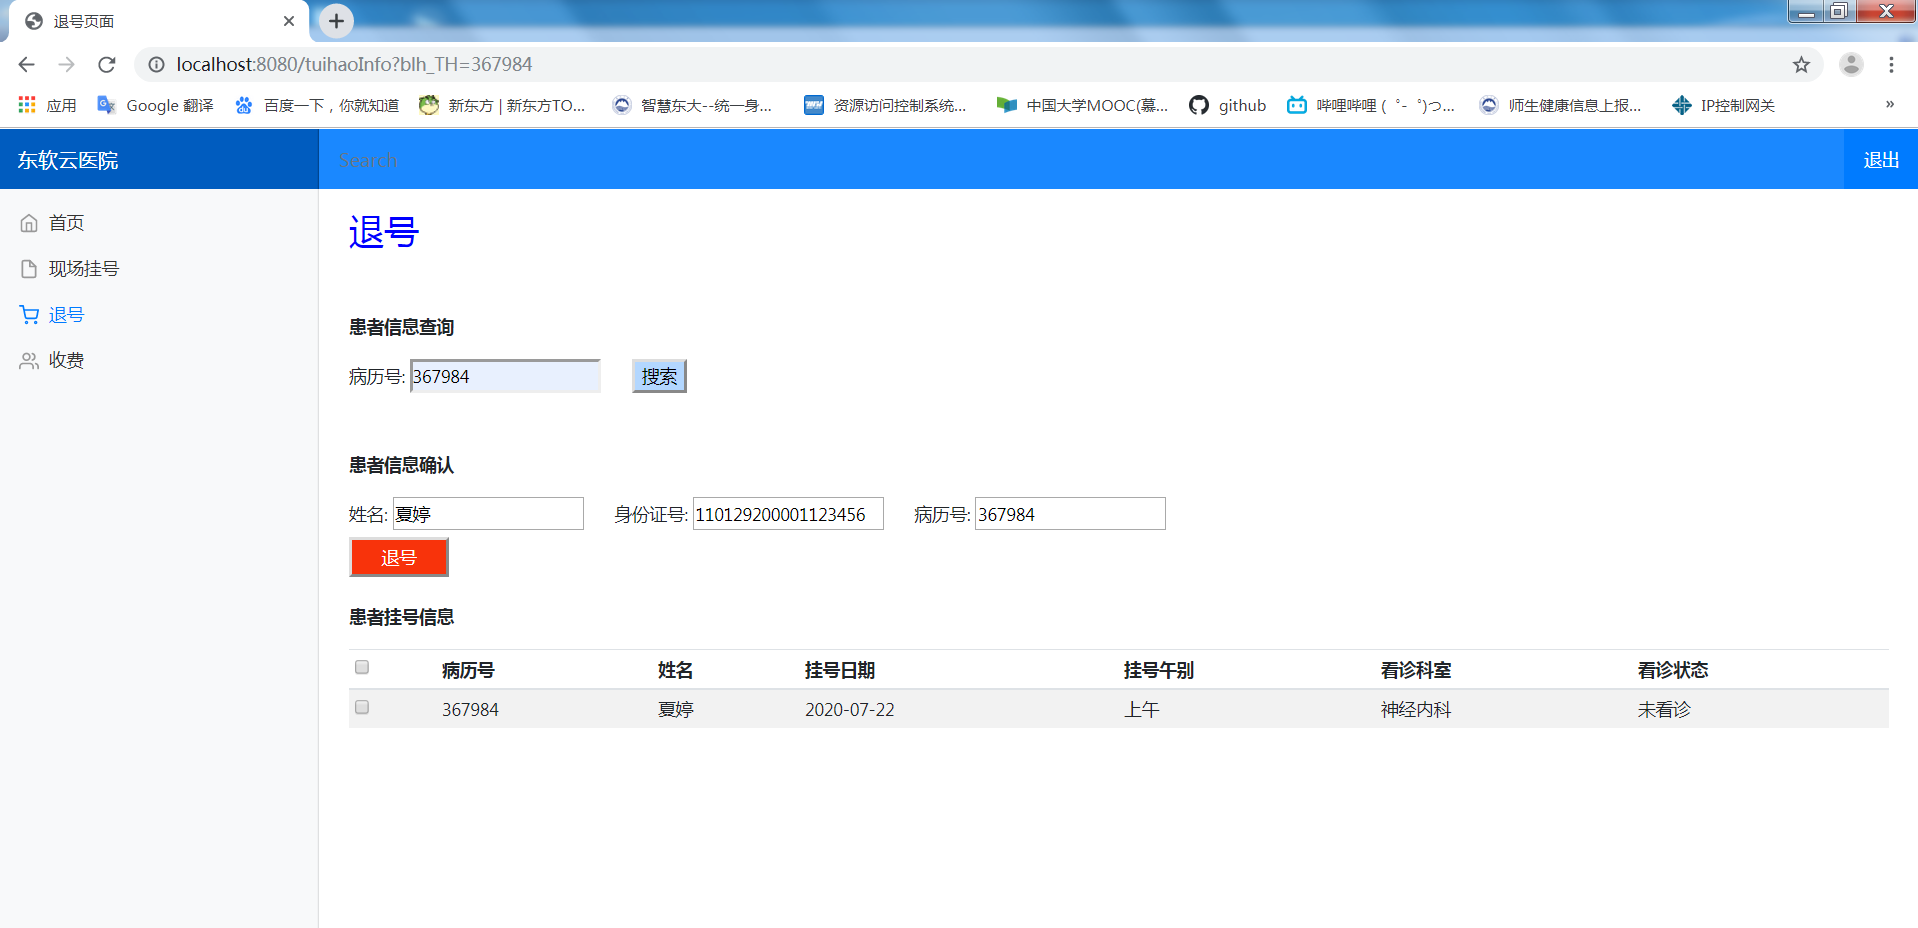 退号页面
localhost:8080/tuihaoInfo?blh_TH=367984
应用 Google 翻译 百度一下，你就知道 新东方 | 新东方TO... 智慧东大--统一身... 资源访问控制系统... 中国大学MOOC(慕... github 哔哩哔哩 ( ゜- ゜)つ... 师生健康信息上报... IP控制网关 »
东软云医院 Search 退出
首页
现场挂号
退号
收费
退号
患者信息查询
病历号: 367984 搜索
患者信息确认
姓名: 夏婷 身份证号: 110129200001123456 病历号: 367984
退号
患者挂号信息
病历号 姓名 挂号日期 挂号午别 看诊科室 看诊状态
367984 夏婷 2020-07-22 上午 神经内科 未看诊